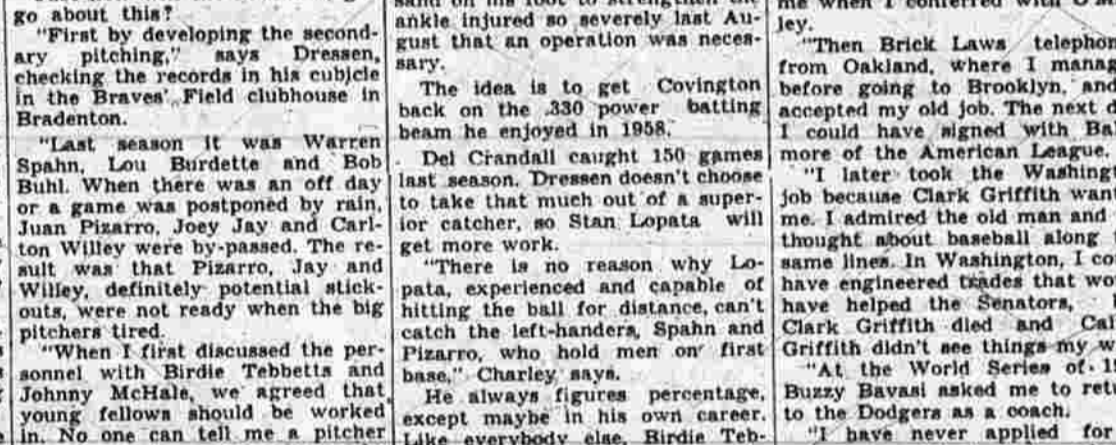 go about this?
"First by developing the second-
ary pitching," says Dressen,
checking the records in his cubicle
in the Braves' Field clubhouse in
Bradenton.
"Last season it was Warren
Spahn, Lou Burdette and Bob
Buhl. When there was an off day
or a game was postponed by rain,
Juan Pizarro, Joey Jay and Carl-
ton Willey were by-passed. The re-
sult was that Pizarro, Jay and
Willey, definitely potential stick-
outs, were not ready when the big
pitchers tired.
"When I first discussed the per-
sonnel with Birdie Tebbetts and
Johnny McHale, we agreed that
young fellows should be worked
in. No one can tell me a pitcher
sand on his foot to strengthen the
ankle injured so severely last Au-
gust that an operation was neces-
sary.
The idea is to get Covington
back on the .330 power batting
beam he enjoyed in 1958.
Del Crandall caught 150 games
last season. Dressen doesn't choose
to take that much out of a super-
ior catcher, so Stan Lopata will
get more work.
"There is no reason why Lo-
pata, experienced and capable of
hitting the ball for distance, can't
catch the left-handers, Spahn and
Pizarro, who hold men on first
base," Charley says.
He always figures percentage,
except maybe in his own career.
Like everybody else, Birdie Teb-
me when I conferred with
ley.
"Then Brick Laws telephon
from Oakland, where I manag
before going to Brooklyn, and
accepted my old job. The next
I could have signed with Ba
more of the American League.
"I later took the Washingt
job because Clark Griffith wan
me. I admired the old man and
thought about baseball along
same lines. In Washington, I co
have engineered trades that wo
have helped the Senators,
Clark Griffith died and Cal
Griffith didn't see things my w
"At the World Series of
Buzzy Bavasi asked me to ret
to the Dodgers as a coach.
"I have never applied for